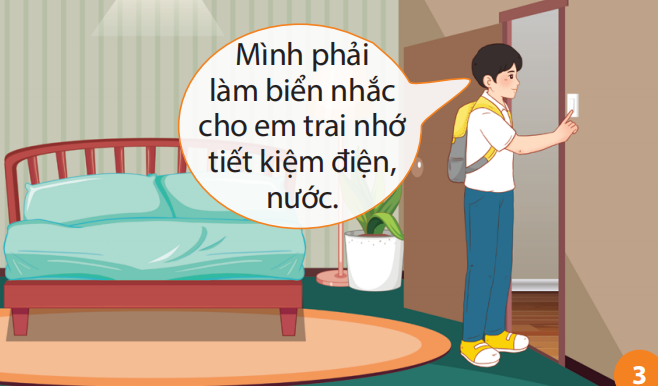 Mình phải
làm biển nhắc
cho em trai nhớ
tiết kiệm điện,
nước.
3